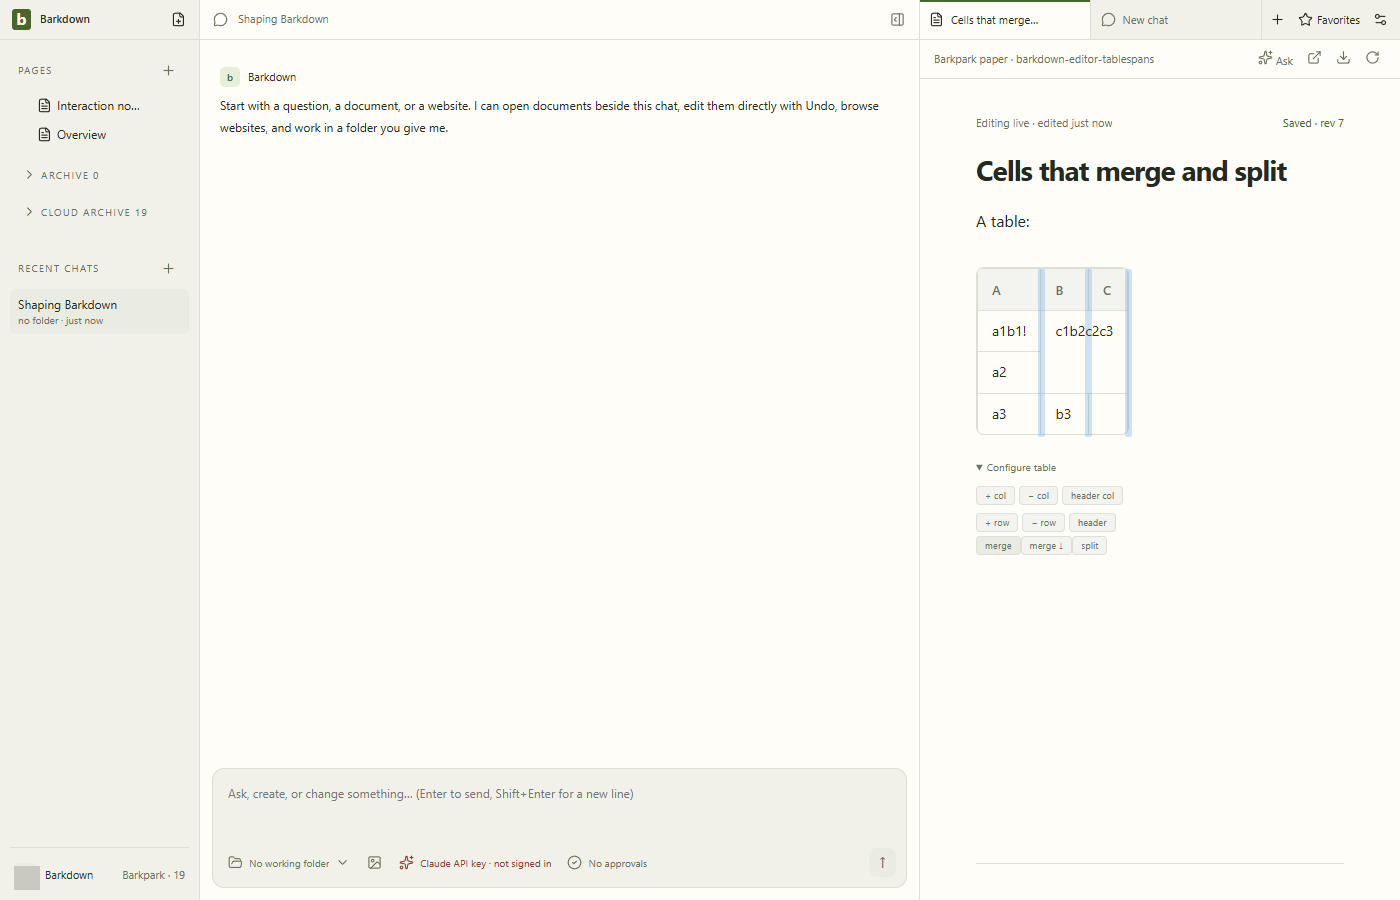 b Barkdown
PAGES
Interaction no...
Overview
ARCHIVE 0
CLOUD ARCHIVE 19
RECENT CHATS
Shaping Barkdown
no folder · just now
Barkdown
Barkpark · 19
Shaping Barkdown
b Barkdown
Start with a question, a document, or a website. I can open documents beside this chat, edit them directly with Undo, browse
websites, and work in a folder you give me.
Ask, create, or change something... (Enter to send, Shift+Enter for a new line)
No working folder
Claude API key · not signed in
No approvals
↑
Cells that merge...
New chat
Favorites
Barkpark paper · barkdown-editor-tablespans
Ask
Editing live · edited just now
Saved · rev 7
Cells that merge and split
A table:
A B C
a1b1! c1b2c2c3
a2
a3 b3
▼ Configure table
+ col − col header col
+ row − row header
merge merge ↓ split